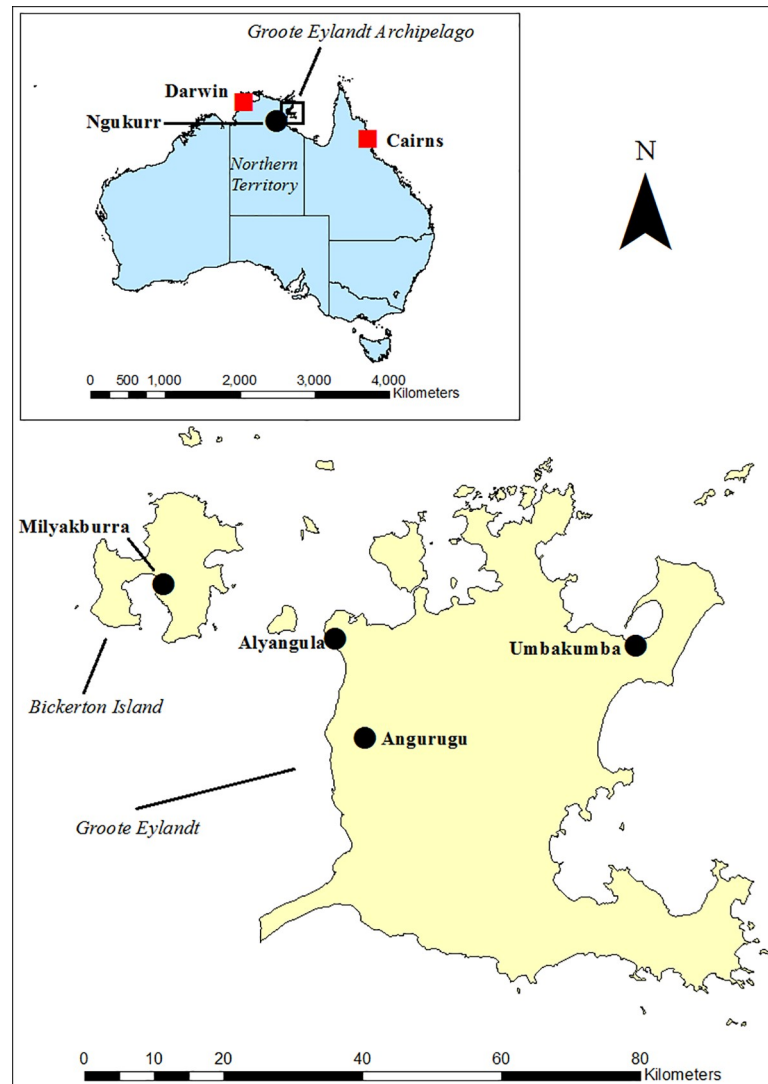 Groote Eylandt Archipelago
Darwin
Ngukurr
Cairns
Northern
Territory
N
0 500 1,000 2,000 3,000 4,000
Kilometers
Milyakburra
Alyangula
Umbakumba
Bickerton Island
Angurugu
Groote Eylandt
0 10 20 40 60 80
Kilometers